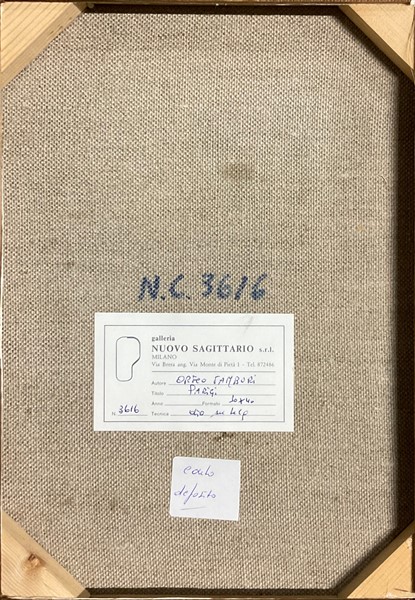 N.C. 3616
galleria
NUOVO SAGITTARIO s.r.l.
MILANO
Via Brera ang. Via Monte di Pietà 1 - Tel. 872486
Autore ORFEO TAMBURI
Titolo PARIGI
Anno Formato 30x40
N. 3616 Tecnica olio su tela
deposito